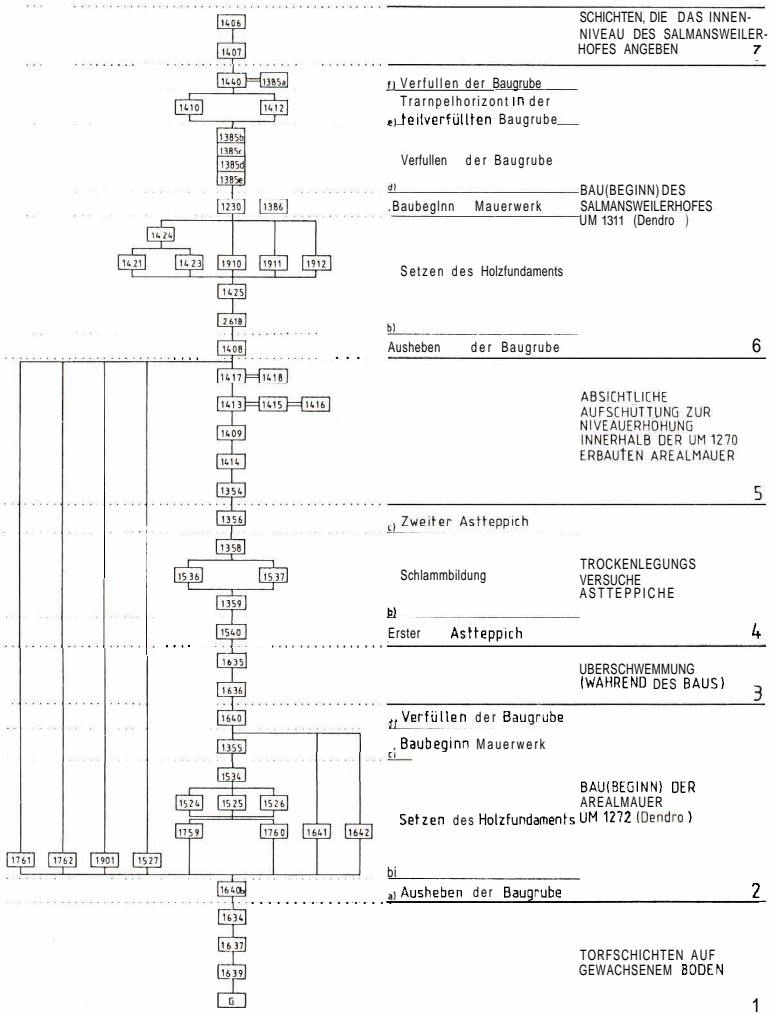 1406
SCHICHTEN, DIE DAS INNEN-
NIVEAU DES SALMANSWEILER-
HOFES ANGEBEN 7
1407
1440 1385a
f) Verfullen der Baugrube
Trarnpelhorizont in der
1410 1412
e) teilverfüllten Baugrube
1385b
1385c
1385d
1385e
Verfullen der Baugrube
d)
1230 1386
.Baubeginn Mauerwerk
BAU(BEGINN) DES
SALMANSWEILERHOFES
UM 1311 (Dendro )
1424
1421 1423 1910 1911 1912
Setzen des Holzfundaments
1425
2618
b)
1408
Ausheben der Baugrube 6
1417 1418
1413 1415 1416
ABSICHTLICHE
AUFSCHÜTTUNG ZUR
NIVEAUERHÖHUNG
INNERHALB DER UM 1270
ERBAUTEN AREALMAUER
1409
1414
1354
5
1356
c) Zweiter Astteppich
1358
1536 1537
Schlammbildung
TROCKENLEGUNGS
VERSUCHE
ASTTEPPICHE
1359
b)
1540
Erster Astteppich 4
1635
UBERSCHWEMMUNG
(WAHREND DES BAUS)
1636
3
1640
Verfüllen der Baugrube
1355
Baubeginn Mauerwerk
ci
1534
1524 1525 1526
BAU(BEGINN) DER
AREALMAUER
UM 1272 (Dendro )
Setzen des Holzfundaments
1759 1760 1641 1642
1761 1762 1901 1527
bi
1640b
a) Ausheben der Baugrube 2
1634
1637
1639
TORFSCHICHTEN AUF
GEWACHSENEM BODEN
G
1